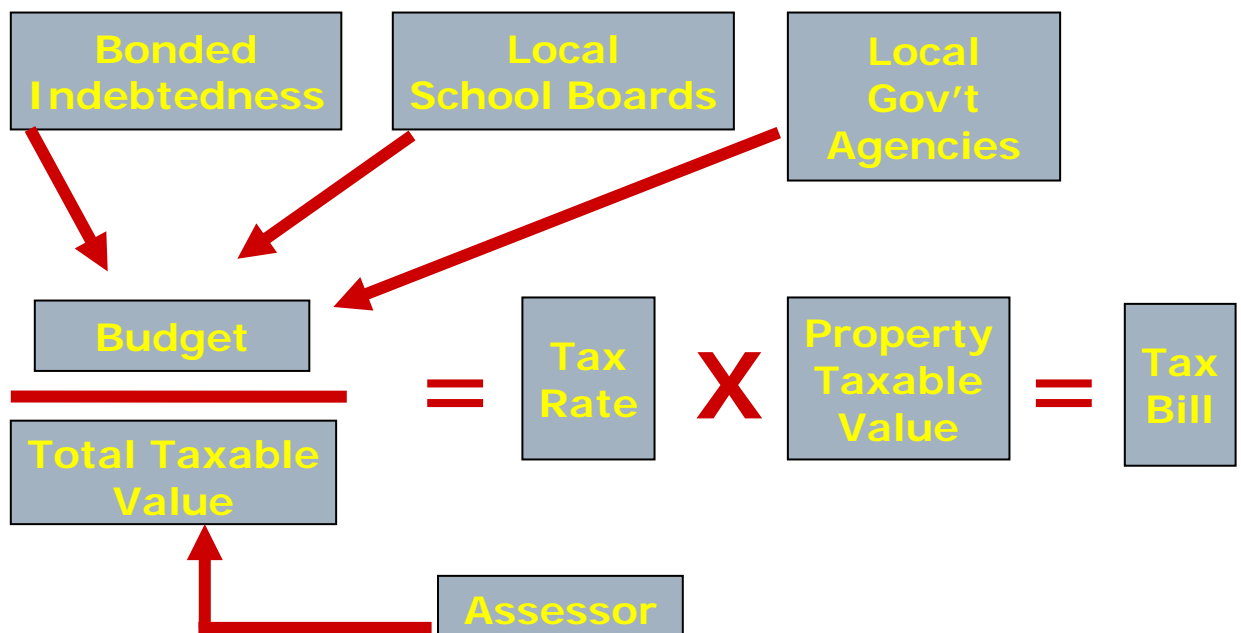 Bonded
Indebtedness
Local
School Boards
Local
Gov't
Agencies
Budget
Total Taxable
Value
=
Tax
Rate
X
Property
Taxable
Value
=
Tax
Bill
Assessor